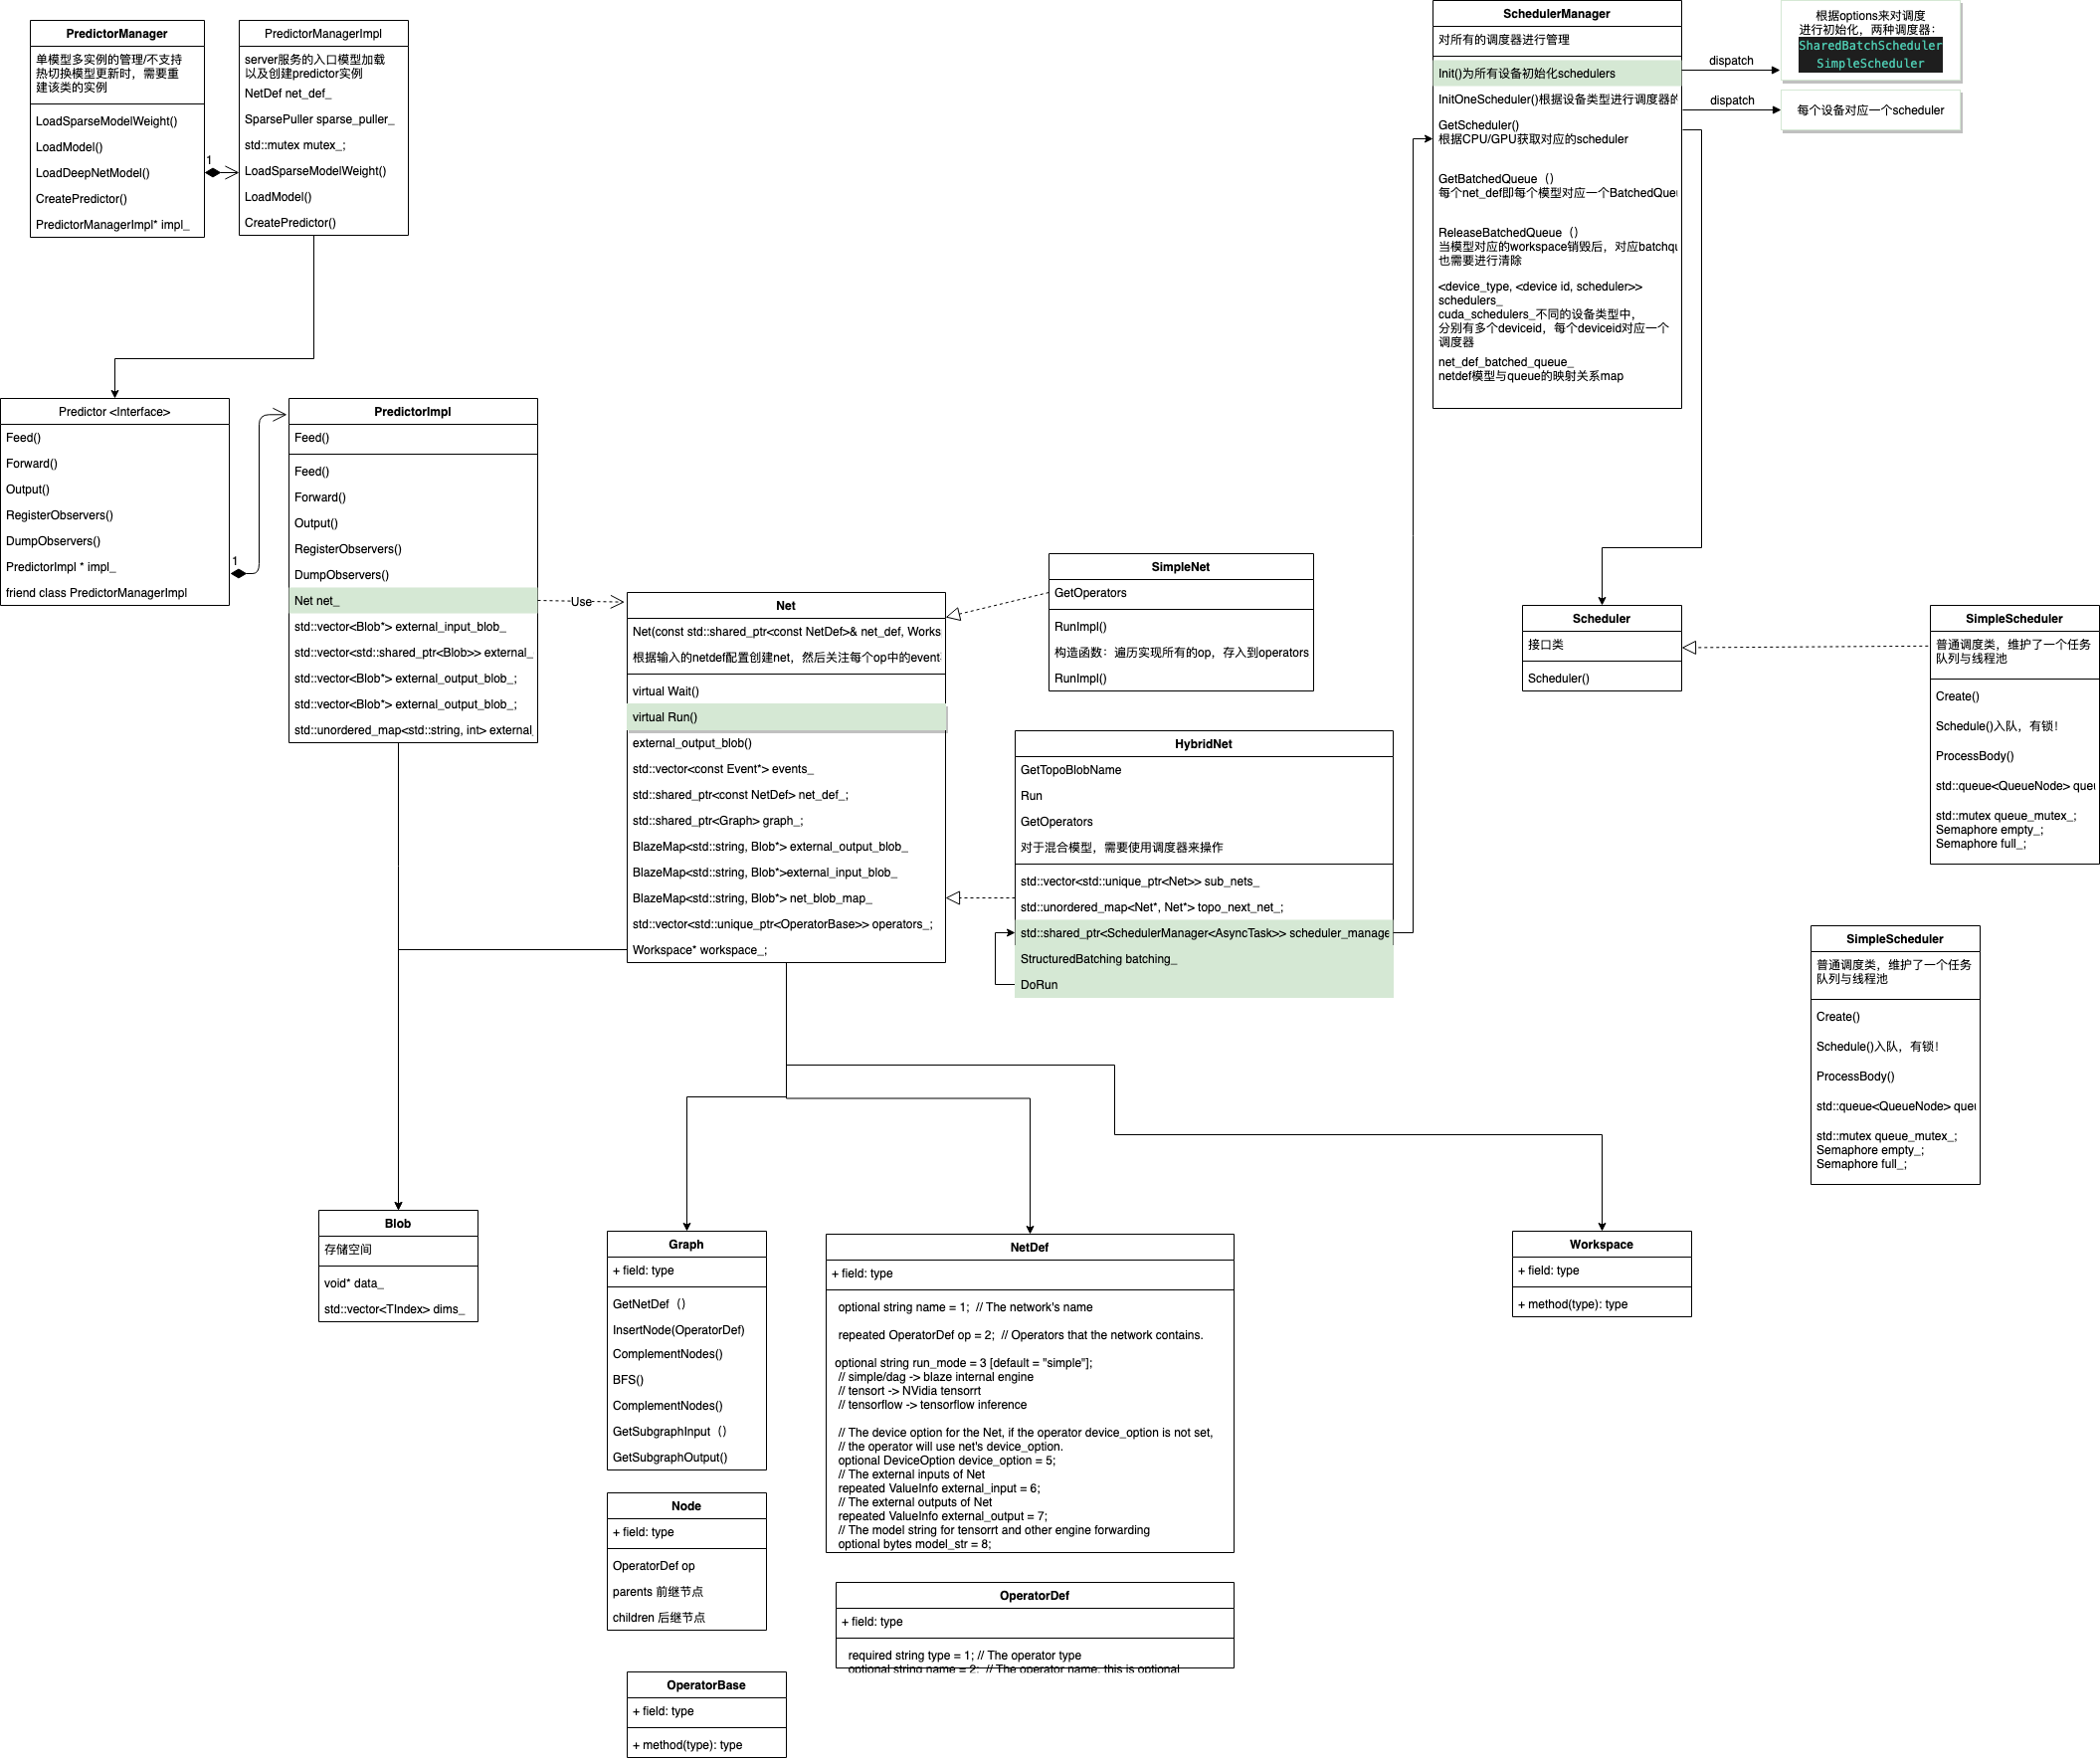 PredictorManager
单模型多实例的管理/不支持
热切换模型更新时，需要重
建该类的实例
LoadSparseModelWeight()
LoadModel()
LoadDeepNetModel()
CreatePredictor()
PredictorManagerImpl* impl_
1
PredictorManagerImpl
server服务的入口模型加载
以及创建predictor实例
NetDef net_def_
SparsePuller sparse_puller_
std::mutex mutex_;
LoadSparseModelWeight()
LoadModel()
CreatePredictor()
SchedulerManager
对所有的调度器进行管理
Init()为所有设备初始化schedulers
InitOneScheduler()根据设备类型进行调度器的
GetScheduler()
根据CPU/GPU获取对应的scheduler
GetBatchedQueue（）
每个net_def即每个模型对应一个BatchedQueu
ReleaseBatchedQueue（）
当模型对应的workspace销毁后，对应batchqu
也需要进行清除
<device_type, <device id, scheduler>>
schedulers_
cuda_schedulers_不同的设备类型中，
分别有多个deviceid，每个deviceid对应一个
调度器
net_def_batched_queue_
netdef模型与queue的映射关系map
dispatch
根据options来对调度
进行初始化，两种调度器：
SharedBatchScheduler
SimpleScheduler
dispatch
每个设备对应一个scheduler
Predictor <Interface>
Feed()
Forward()
Output()
RegisterObservers()
DumpObservers()
PredictorImpl * impl_
friend class PredictorManagerImpl
1
PredictorImpl
Feed()
Feed()
Forward()
Output()
RegisterObservers()
DumpObservers()
Net net_
std::vector<Blob*> external_input_blob_
std::vector<std::shared_ptr<Blob>> external_
std::vector<Blob*> external_output_blob_;
std::vector<Blob*> external_output_blob_;
std::unordered_map<std::string, int> external_
Use
Net
Net(const std::shared_ptr<const NetDef>& net_def, Works
根据输入的netdef配置创建net，然后关注每个op中的event
virtual Wait()
virtual Run()
external_output_blob()
std::vector<const Event*> events_
std::shared_ptr<const NetDef> net_def_;
std::shared_ptr<Graph> graph_;
BlazeMap<std::string, Blob*> external_output_blob_
BlazeMap<std::string, Blob*>external_input_blob_
BlazeMap<std::string, Blob*> net_blob_map_
std::vector<std::unique_ptr<OperatorBase>> operators_;
Workspace* workspace_;
SimpleNet
GetOperators
RunImpl()
构造函数：遍历实现所有的op，存入到operators
RunImpl()
HybridNet
GetTopoBlobName
Run
GetOperators
对于混合模型，需要使用调度器来操作
std::vector<std::unique_ptr<Net>> sub_nets_
std::unordered_map<Net*, Net*> topo_next_net_;
std::shared_ptr<SchedulerManager<AsyncTask>> scheduler_manage
StructuredBatching batching_
DoRun
Scheduler
接口类
Scheduler()
SimpleScheduler
普通调度类，维护了一个任务
队列与线程池
Create()
Schedule()入队，有锁！
ProcessBody()
std::queue<QueueNode> queu
std::mutex queue_mutex_;
Semaphore empty_;
Semaphore full_;
SimpleScheduler
普通调度类，维护了一个任务
队列与线程池
Create()
Schedule()入队，有锁！
ProcessBody()
std::queue<QueueNode> queu
std::mutex queue_mutex_;
Semaphore empty_;
Semaphore full_;
Blob
存储空间
void* data_
std::vector<TIndex> dims_
Graph
+ field: type
GetNetDef（）
InsertNode(OperatorDef)
ComplementNodes()
BFS()
ComplementNodes()
GetSubgraphInput（）
GetSubgraphOutput()
NetDef
+ field: type
optional string name = 1;  // The network's name
repeated OperatorDef op = 2;  // Operators that the network contains.
optional string run_mode = 3 [default = "simple"];
// simple/dag -> blaze internal engine
// tensort -> NVidia tensorrt
// tensorflow -> tensorflow inference
// The device option for the Net, if the operator device_option is not set,
// the operator will use net's device_option.
optional DeviceOption device_option = 5;
// The external inputs of Net
repeated ValueInfo external_input = 6;
// The external outputs of Net
repeated ValueInfo external_output = 7;
// The model string for tensorrt and other engine forwarding
optional bytes model_str = 8;
Workspace
+ field: type
+ method(type): type
Node
+ field: type
OperatorDef op
parents 前继节点
children 后继节点
OperatorDef
+ field: type
required string type = 1; // The operator type
optional string name = 2;  // The operator name, this is optional
OperatorBase
+ field: type
+ method(type): type